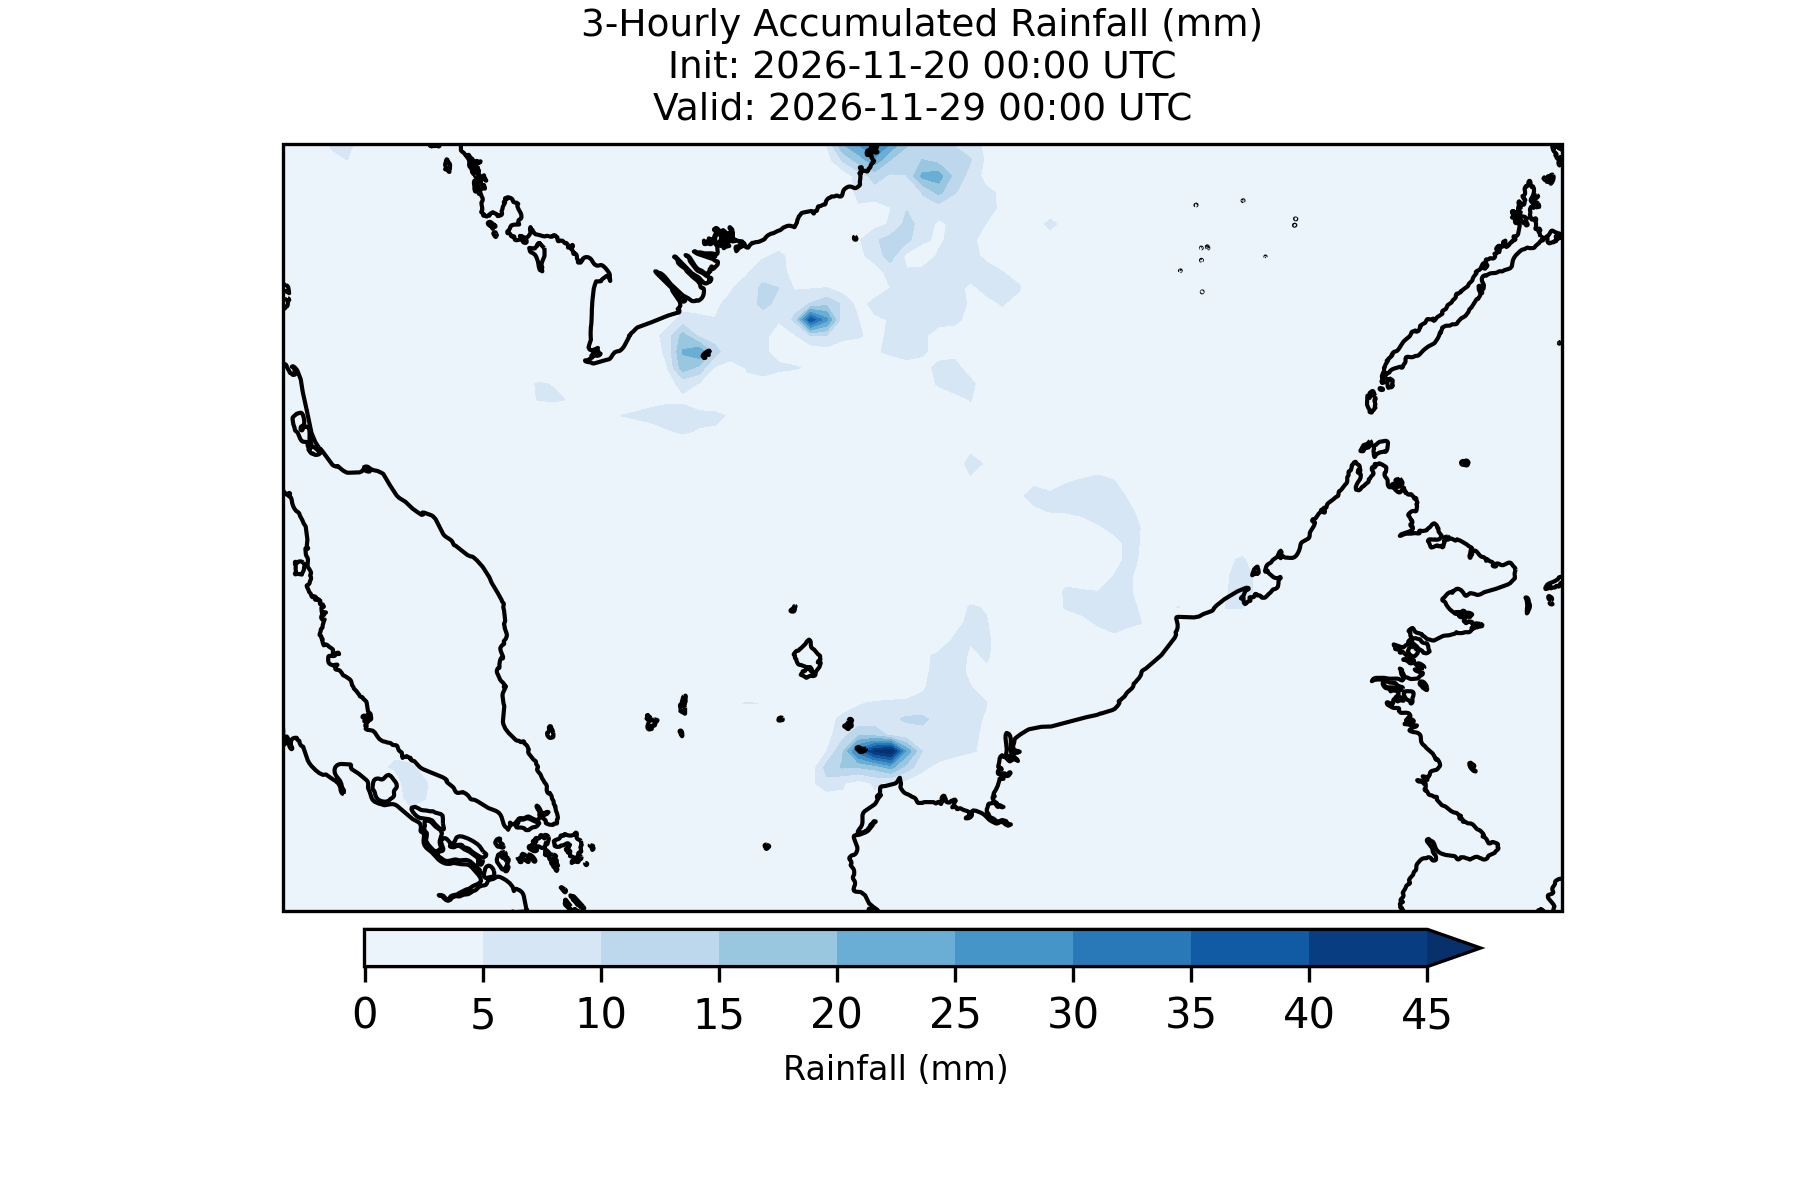 3-Hourly Accumulated Rainfall (mm)
Init: 2026-11-20 00:00 UTC
Valid: 2026-11-29 00:00 UTC
0 5 10 15 20 25 30 35 40 45
Rainfall (mm)